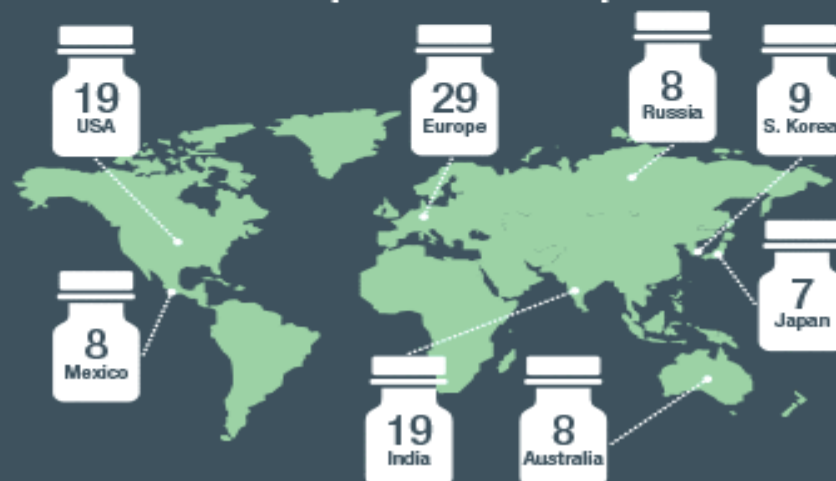 19
USA
29
Europe
8
Russia
9
S. Korea
8
Mexico
7
Japan
19
India
8
Australia